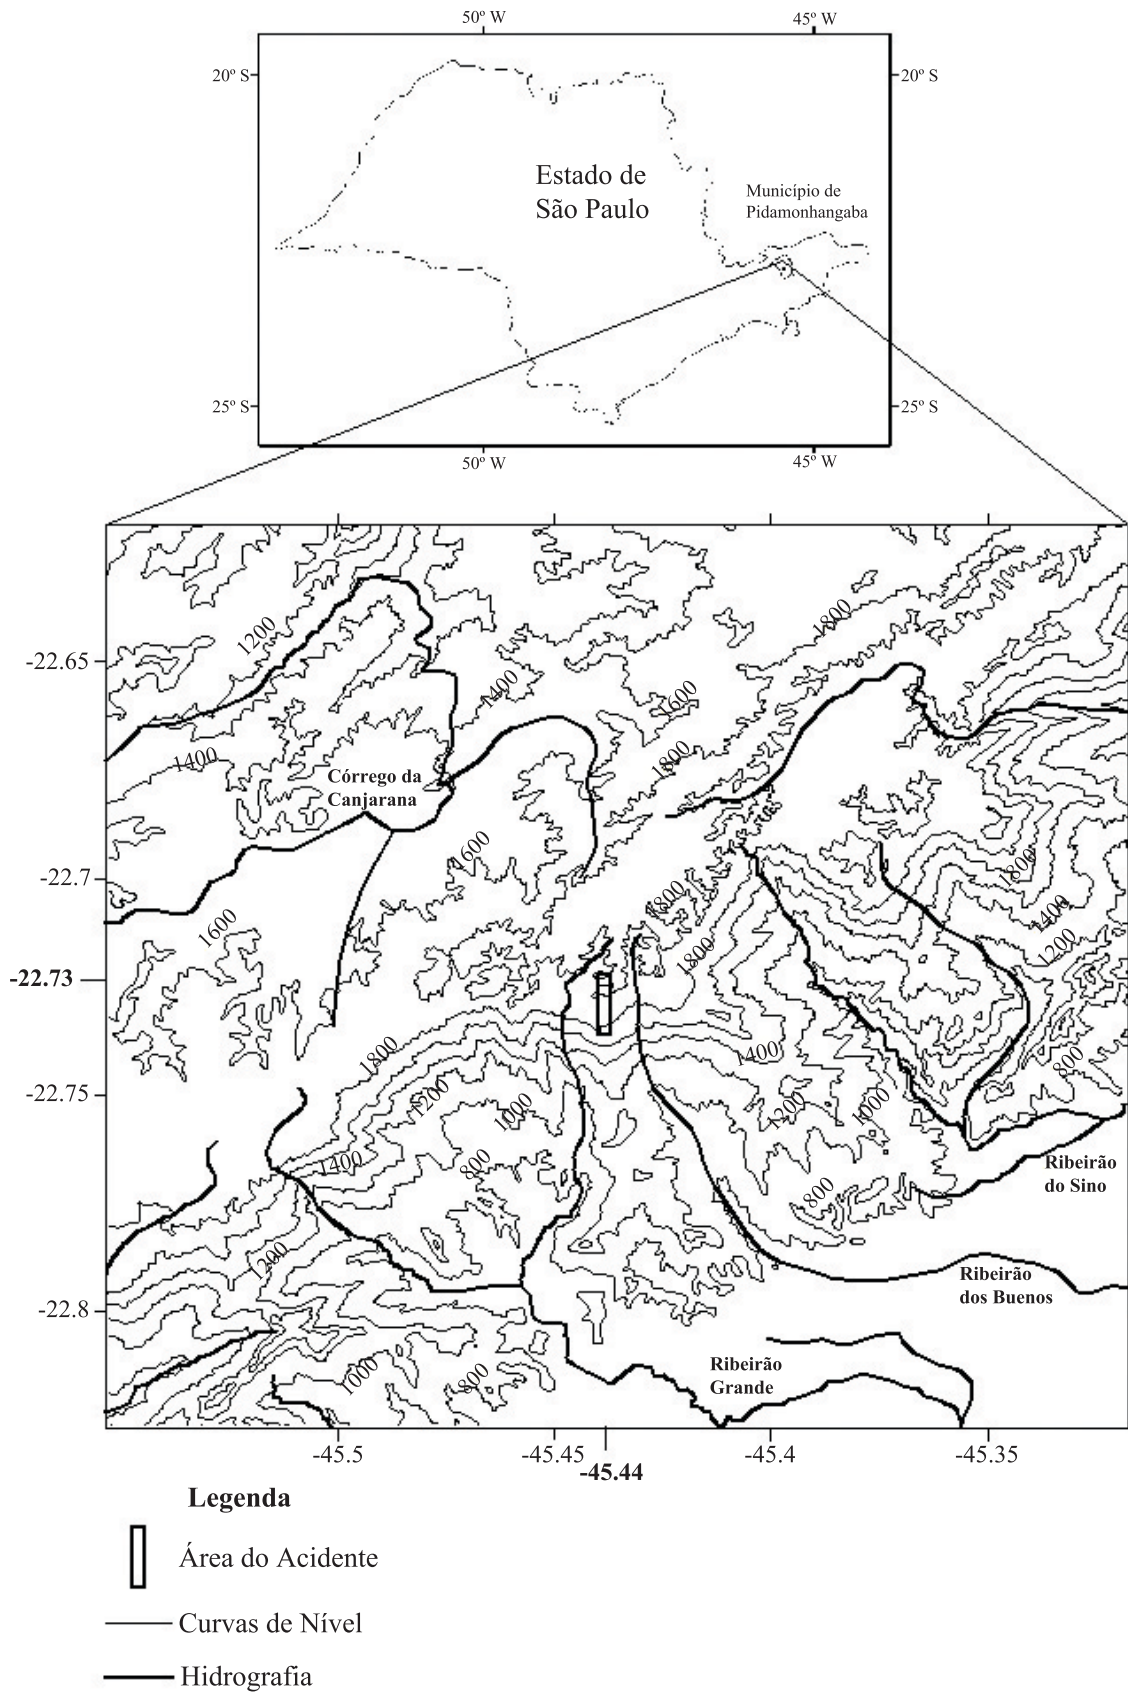 50º W
45º W
20º S
20º S
Estado de
São Paulo
Município de
Pidamonhangaba
25º S
25º S
50º W
45º W
1800
1200
-22.65
1400
1600
1400
1800
Córrego da
Canjarana
1600
1800
-22.7
1800
1400
1600
1200
1800
-22.73
1800
1400
800
1200
-22.75
1000
1200
1000
1400
800
Ribeirão
do Sino
800
1200
Ribeirão
dos Buenos
-22.8
1000
800
Ribeirão
Grande
-45.5
-45.45
-45.4
-45.35
-45.44
Legenda
Área do Acidente
Curvas de Nível
Hidrografia